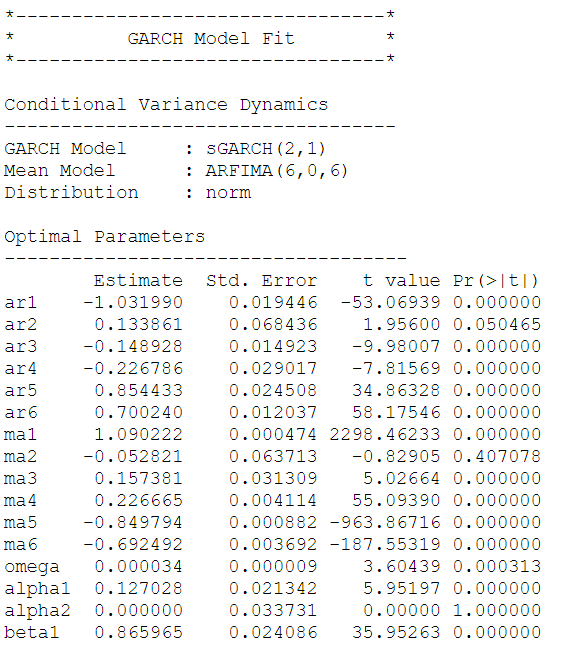 *---------------------------------*
*          GARCH Model Fit        *
*---------------------------------*

Conditional Variance Dynamics
-----------------------------------
GARCH Model     : sGARCH(2,1)
Mean Model      : ARFIMA(6,0,6)
Distribution    : norm

Optimal Parameters
------------------------------------
        Estimate  Std. Error    t value Pr(>|t|)
ar1    -1.031990    0.019446  -53.06939 0.000000
ar2     0.133861    0.068436    1.95600 0.050465
ar3    -0.148928    0.014923   -9.98007 0.000000
ar4    -0.226786    0.029017   -7.81569 0.000000
ar5     0.854433    0.024508   34.86328 0.000000
ar6     0.700240    0.012037   58.17546 0.000000
ma1     1.090222    0.000474 2298.46233 0.000000
ma2    -0.052821    0.063713   -0.82905 0.407078
ma3     0.157381    0.031309    5.02664 0.000000
ma4     0.226665    0.004114   55.09390 0.000000
ma5    -0.849794    0.000882 -963.86716 0.000000
ma6    -0.692492    0.003692 -187.55319 0.000000
omega   0.000034    0.000009    3.60439 0.000313
alpha1  0.127028    0.021342    5.95197 0.000000
alpha2  0.000000    0.033731    0.00000 1.000000
beta1   0.865965    0.024086   35.95263 0.000000